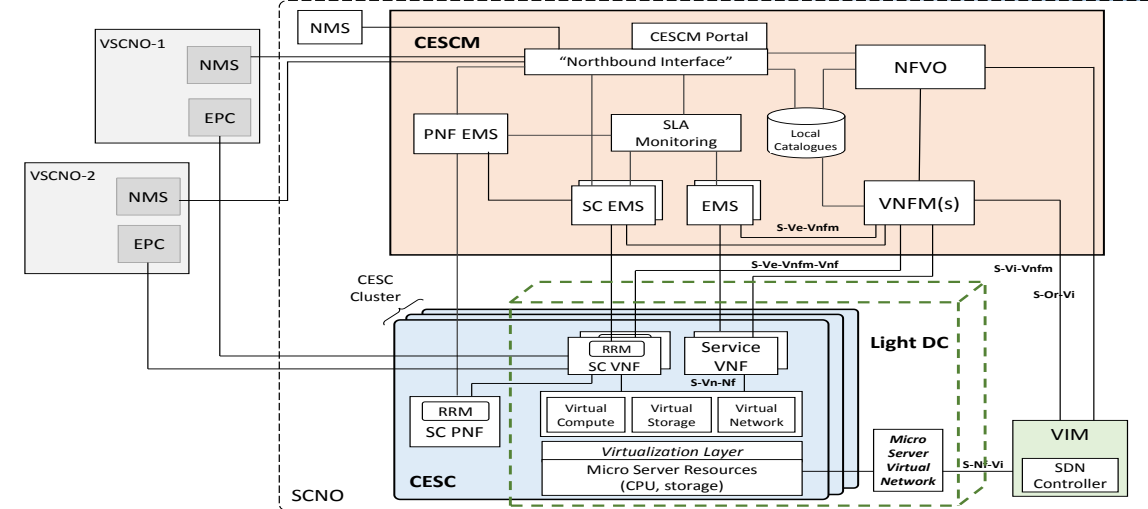 NMS
VSCNO-1
NMS
EPC
VSCNO-2
NMS
EPC
CESCM
CESCM Portal
“Northbound Interface”
NFVO
PNF EMS
SLA
Monitoring
Local
Catalogues
SC EMS
EMS
VNFM(s)
S-Ve-Vnfm
S-Ve-Vnfm-Vnf
S-Vi-Vnfm
S-Or-Vi
CESC
Cluster
Light DC
RRM
SC VNF
Service
VNF
S-Vn-Nf
RRM
SC PNF
Virtual
Compute
Virtual
Storage
Virtual
Network
Virtualization Layer
Micro Server Resources
(CPU, storage)
CESC
Micro
Server
Virtual
Network
S-Nf-Vi
VIM
SDN
Controller
SCNO